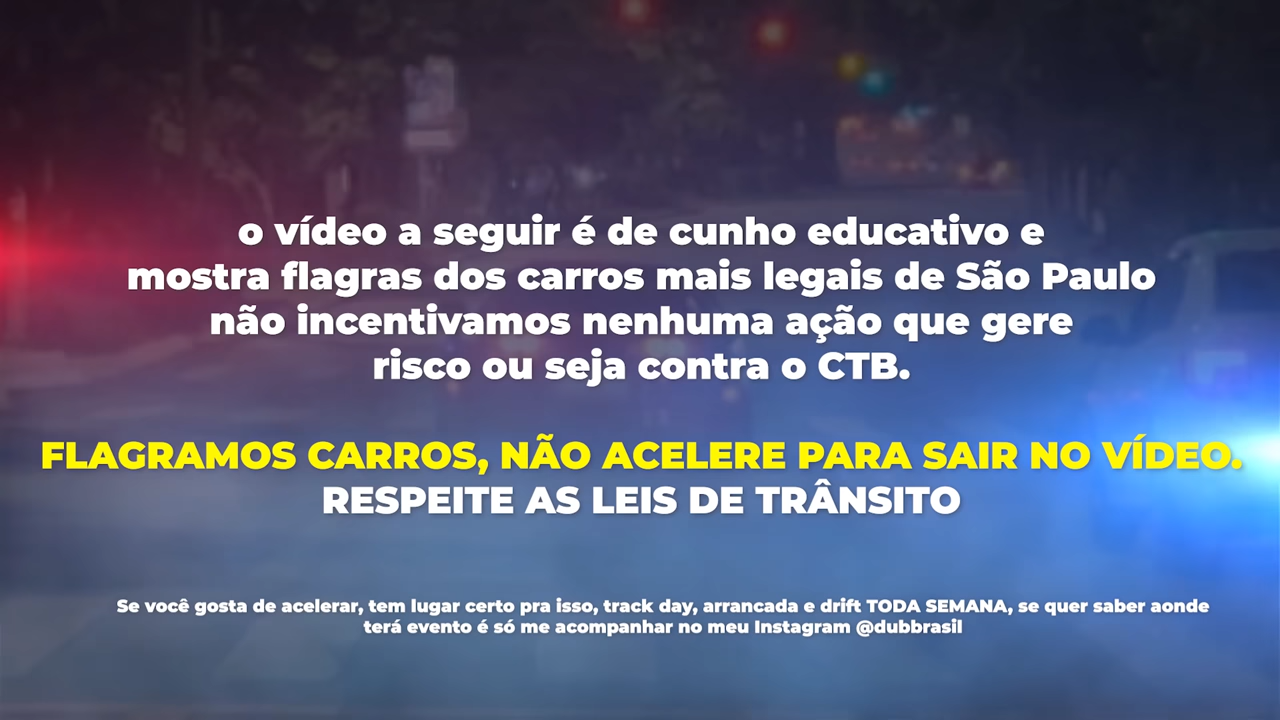 o vídeo a seguir é de cunho educativo e
mostra flagras dos carros mais legais de São Paulo
não incentivamos nenhuma ação que gere
risco ou seja contra o CTB.
FLAGRAMOS CARROS, NÃO ACELERE PARA SAIR NO VÍDEO.
RESPEITE AS LEIS DE TRÂNSITO
Se você gosta de acelerar, tem lugar certo pra isso, track day, arrancada e drift TODA SEMANA, se quer saber aonde
terá evento é só me acompanhar no meu Instagram @dubbrasil